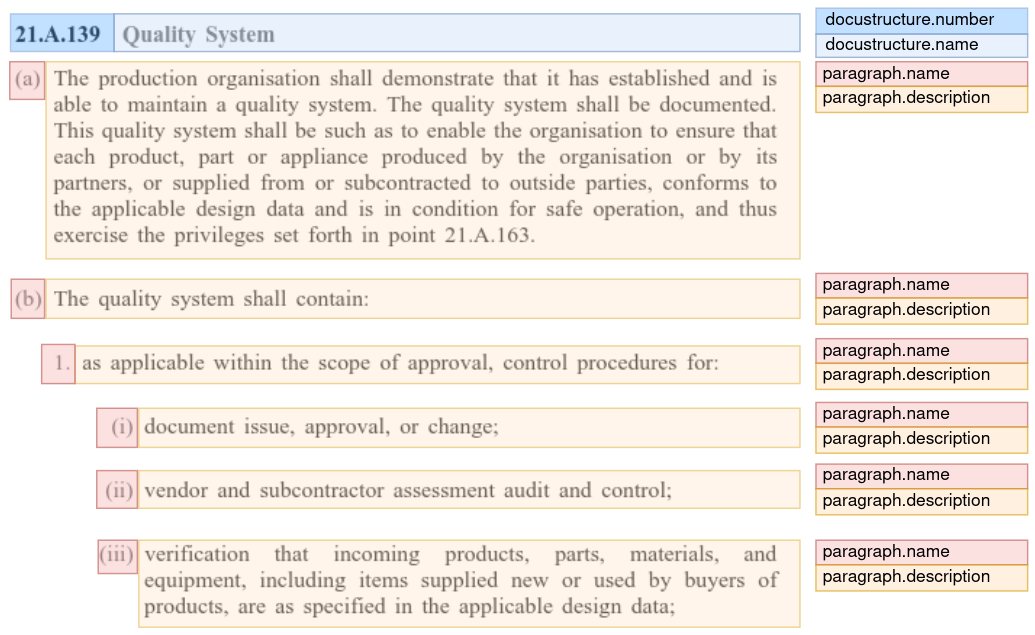 21.A.139 Quality System
docustructure.number
docustructure.name
(a) The production organisation shall demonstrate that it has established and is
able to maintain a quality system. The quality system shall be documented.
This quality system shall be such as to enable the organisation to ensure that
each product, part or appliance produced by the organisation or by its
partners, or supplied from or subcontracted to outside parties, conforms to
the applicable design data and is in condition for safe operation, and thus
exercise the privileges set forth in point 21.A.163.
paragraph.name
paragraph.description
(b) The quality system shall contain:
paragraph.name
paragraph.description
1. as applicable within the scope of approval, control procedures for:
paragraph.name
paragraph.description
(i) document issue, approval, or change;
paragraph.name
paragraph.description
(ii) vendor and subcontractor assessment audit and control;
paragraph.name
paragraph.description
(iii) verification that incoming products, parts, materials, and
equipment, including items supplied new or used by buyers of
products, are as specified in the applicable design data;
paragraph.name
paragraph.description